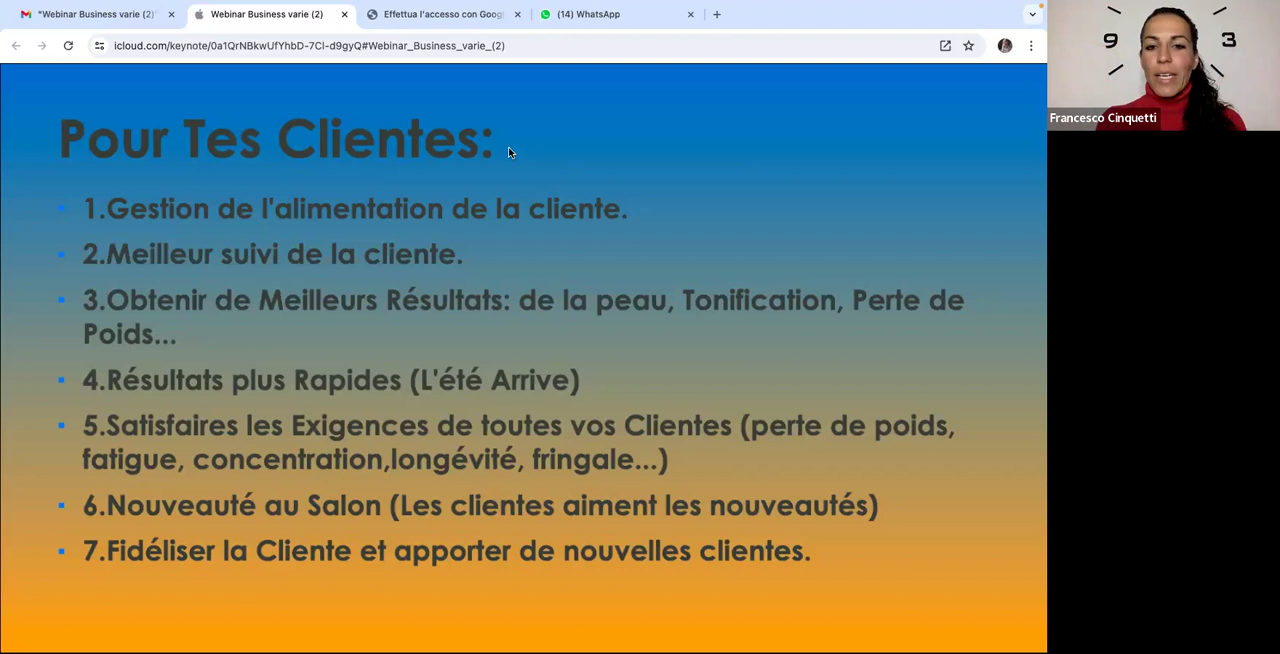 "Webinar Business varie (2)"
Webinar Business varie (2)
Effettua l'accesso con Goog
(14) WhatsApp
icloud.com/keynote/0a1QrNBkwUfYhbD-7CI-d9gyQ#Webinar_Business_varie_(2)
9 3
Francesco Cinquetti
Pour Tes Clientes:
1.Gestion de l'alimentation de la cliente.
2.Meilleur suivi de la cliente.
3.Obtenir de Meilleurs Résultats: de la peau, Tonification, Perte de
Poids...
4.Résultats plus Rapides (L'été Arrive)
5.Satisfaires les Exigences de toutes vos Clientes (perte de poids,
fatigue, concentration,longévité, fringale...)
6.Nouveauté au Salon (Les clientes aiment les nouveautés)
7.Fidéliser la Cliente et apporter de nouvelles clientes.